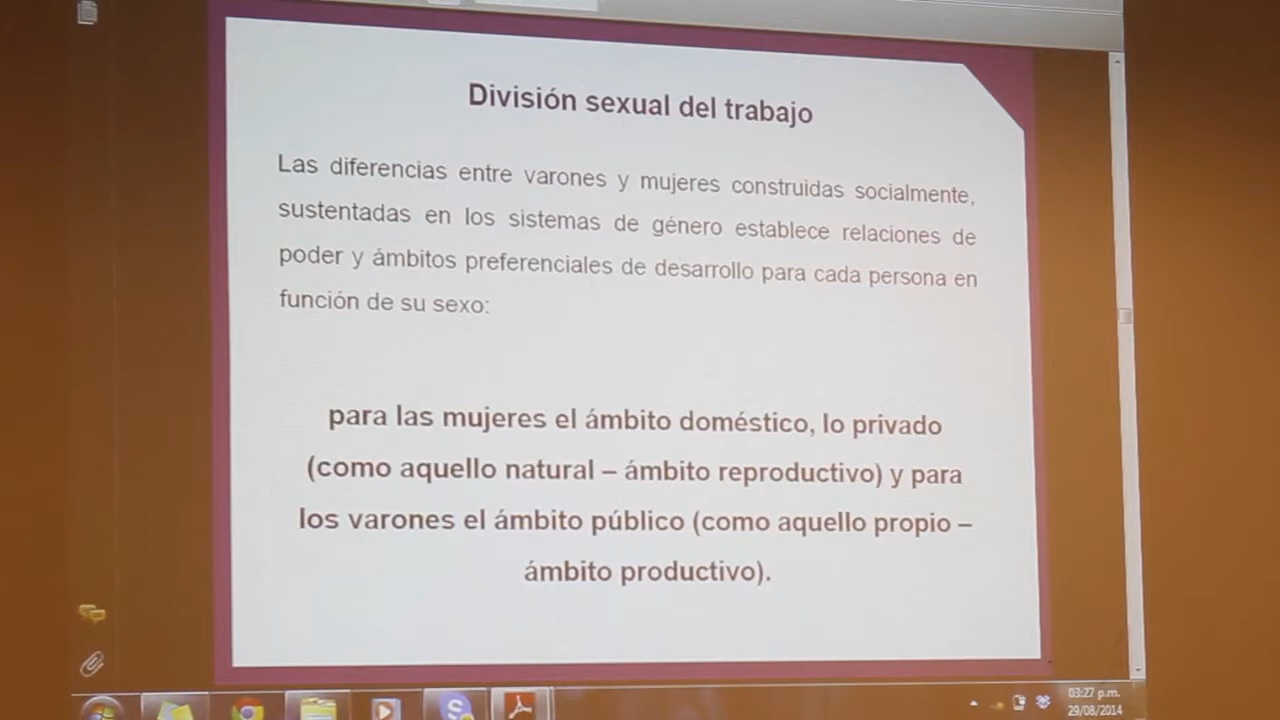 División sexual del trabajo
Las diferencias entre varones y mujeres construidas socialmente,
sustentadas en los sistemas de género establece relaciones de
poder y ámbitos preferenciales de desarrollo para cada persona en
función de su sexo:
para las mujeres el ámbito doméstico, lo privado
(como aquello natural – ámbito reproductivo) y para
los varones el ámbito público (como aquello propio –
ámbito productivo).
03:27 p.m.
29/08/2014